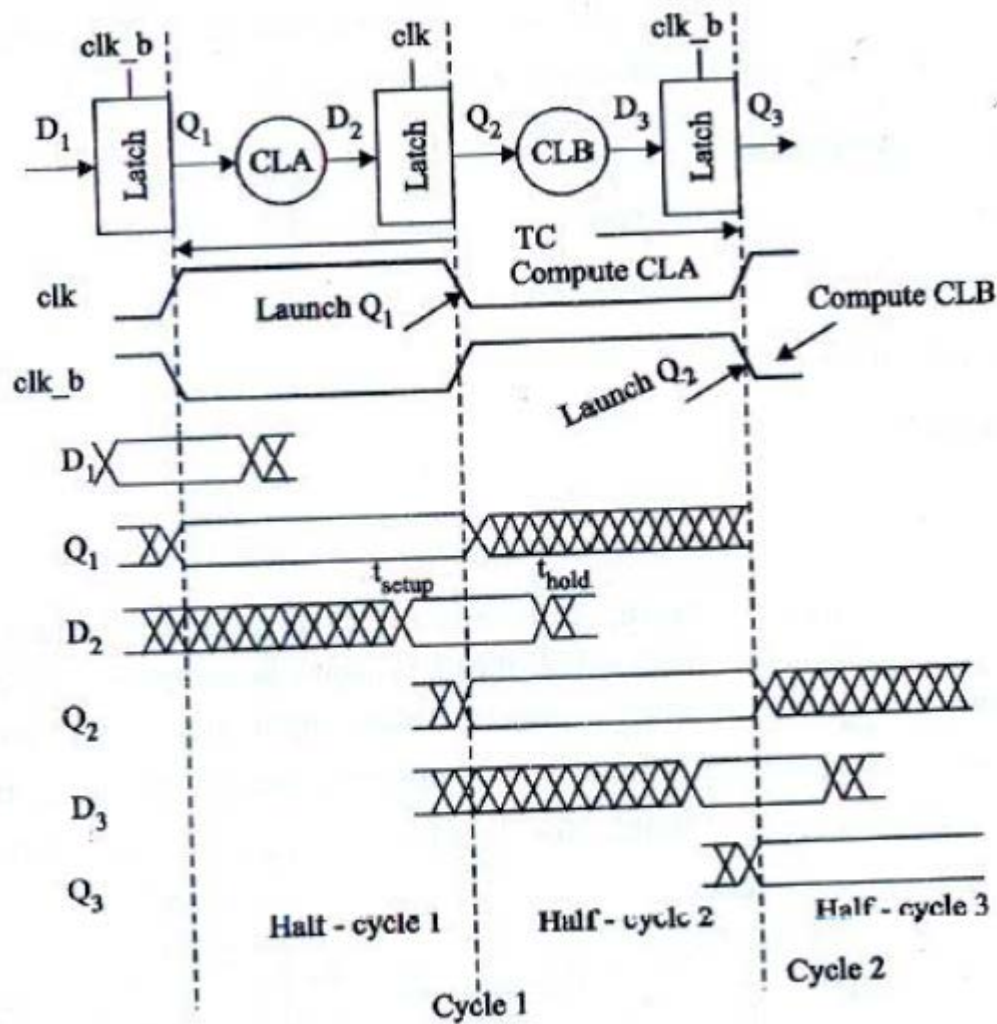 clk_b
clk
clk_b
D1
Latch
Q1
CLA
D2
Latch
Q2
CLB
D3
Latch
Q3
TC
Compute CLA
clk
Launch Q1
Compute CLB
clk_b
Launch Q2
D1
Q1
tsetup
thold
D2
Q2
D3
Q3
Half - cycle 1
Half - cycle 2
Half - cycle 3
Cycle 1
Cycle 2